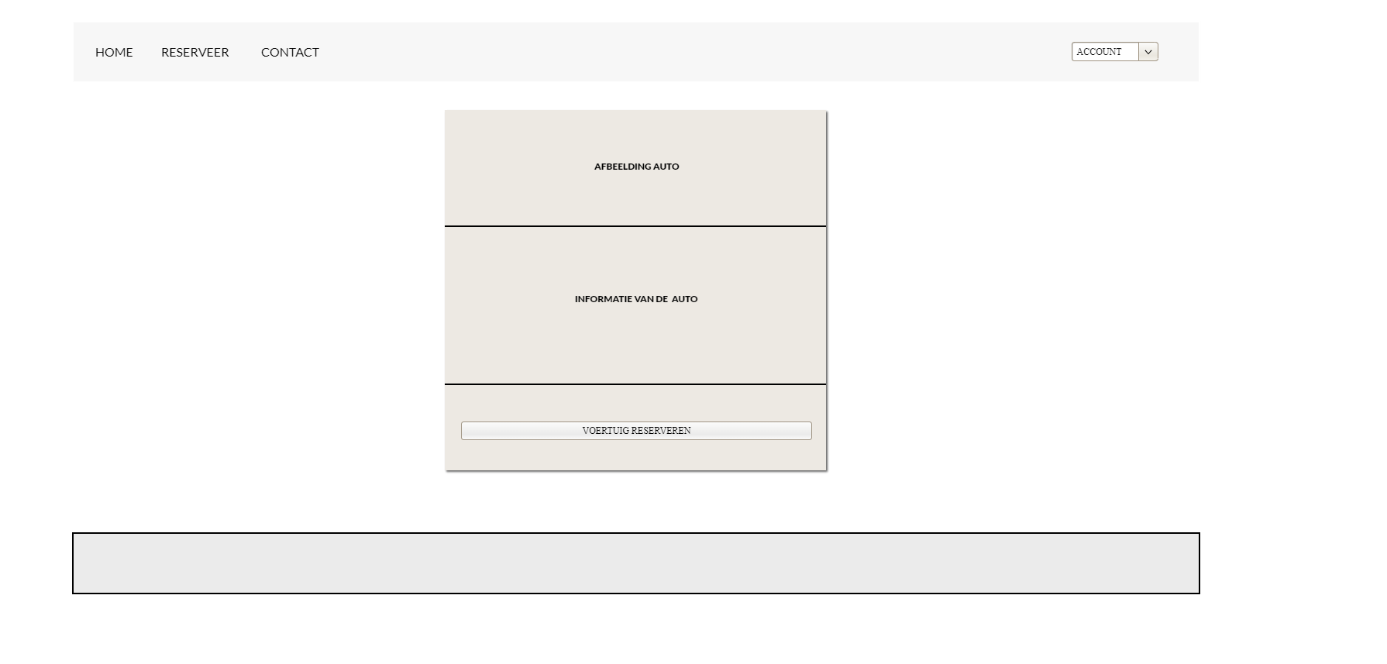 HOME RESERVEER CONTACT ACCOUNT
AFBEELDING AUTO
INFORMATIE VAN DE AUTO
VOERTUIG RESERVEREN